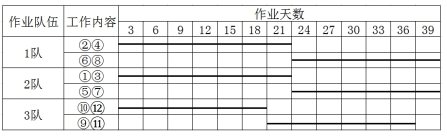 作业队伍 工作内容 作业天数
3 6 9 12 15 18 21 24 27 30 33 36 39
1队 ②④
⑥⑧
2队 ①③
⑤⑦
3队 ⑩⑫
⑨⑪